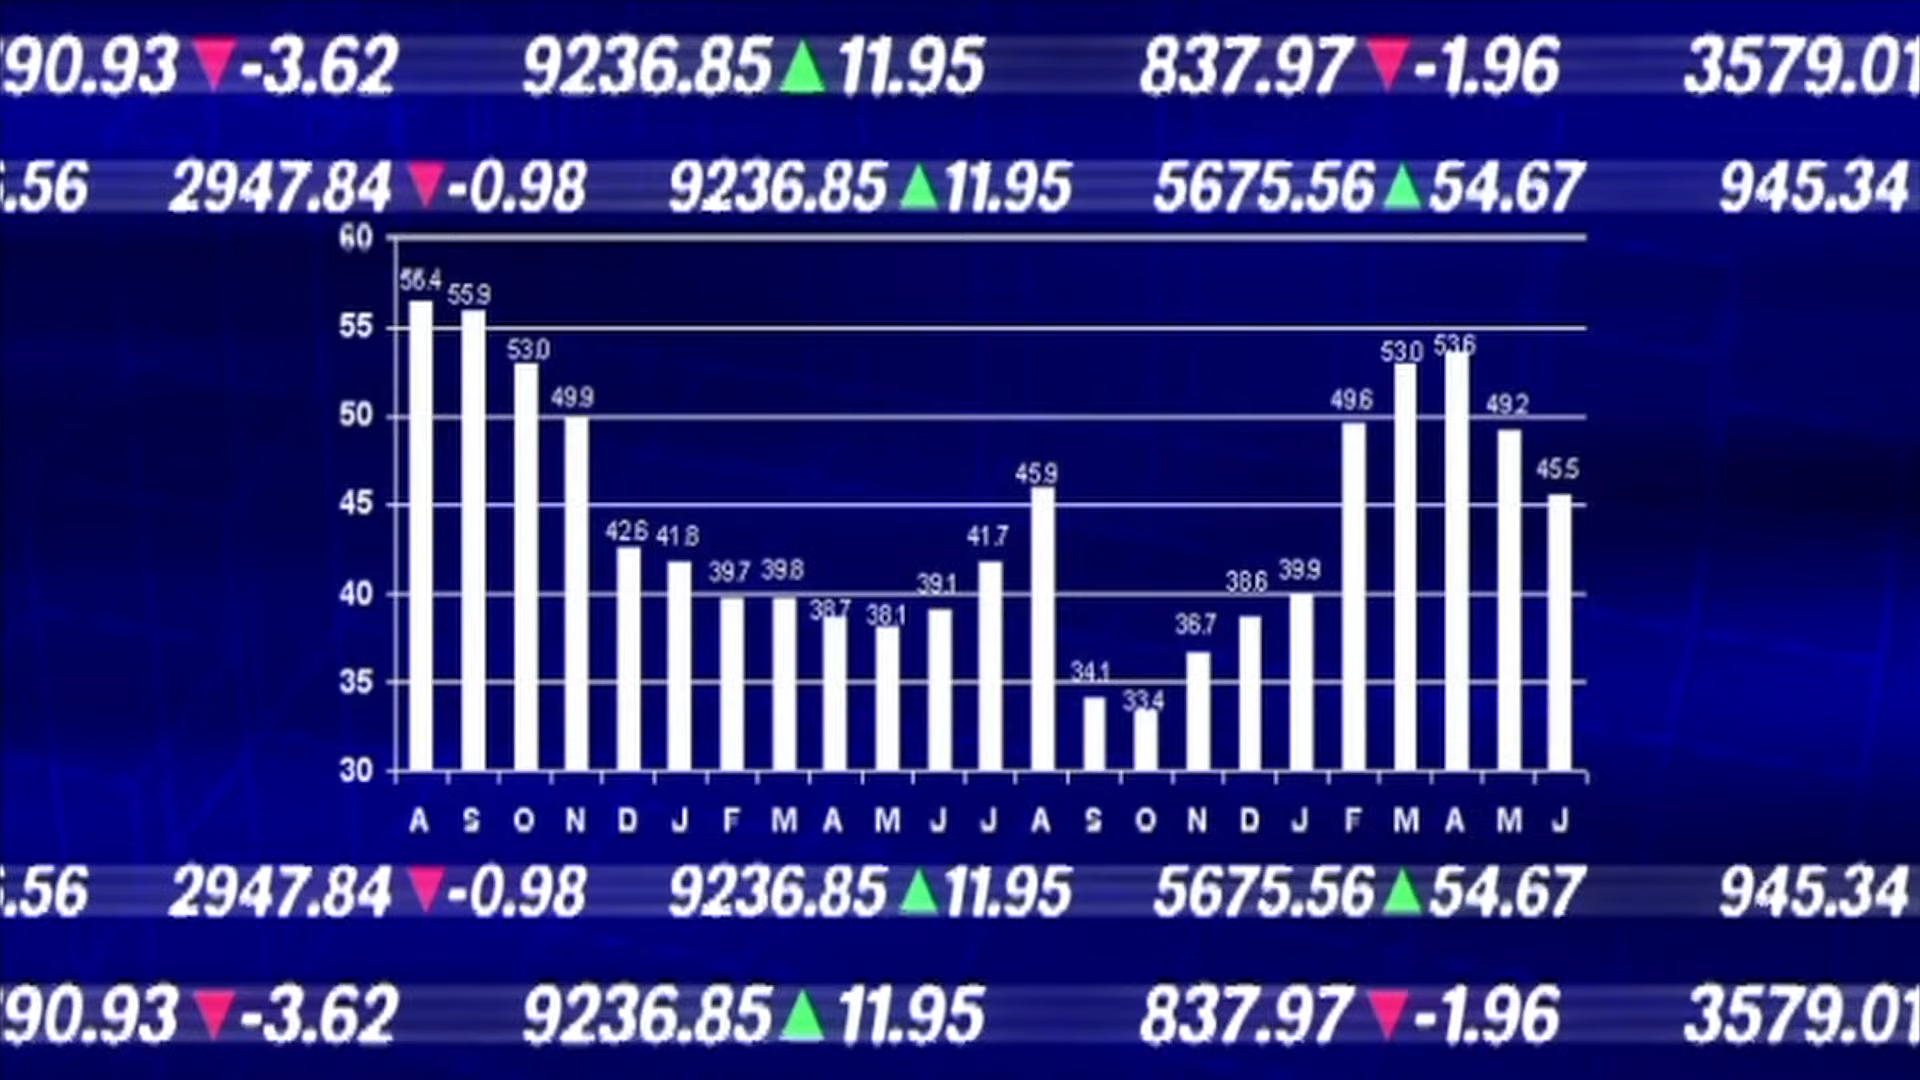 90.93 ▼ -3.62 9236.85 ▲ 11.95 837.97 ▼ -1.96 3579.01
.56 2947.84 ▼ -0.98 9236.85 ▲ 11.95 5675.56 ▲ 54.67 945.34
60
56.4 55.9
55
53.0 53.0 53.6
50
49.9 49.6 49.2
45.9 45.5
45
42.6 41.8 41.7
39.7 39.8 39.1 38.6 39.9
40
38.7 38.1 36.7
35
34.1 33.4
30
A S O N D J F M A M J J A S O N D J F M A M J
.56 2947.84 ▼ -0.98 9236.85 ▲ 11.95 5675.56 ▲ 54.67 945.34
90.93 ▼ -3.62 9236.85 ▲ 11.95 837.97 ▼ -1.96 3579.01